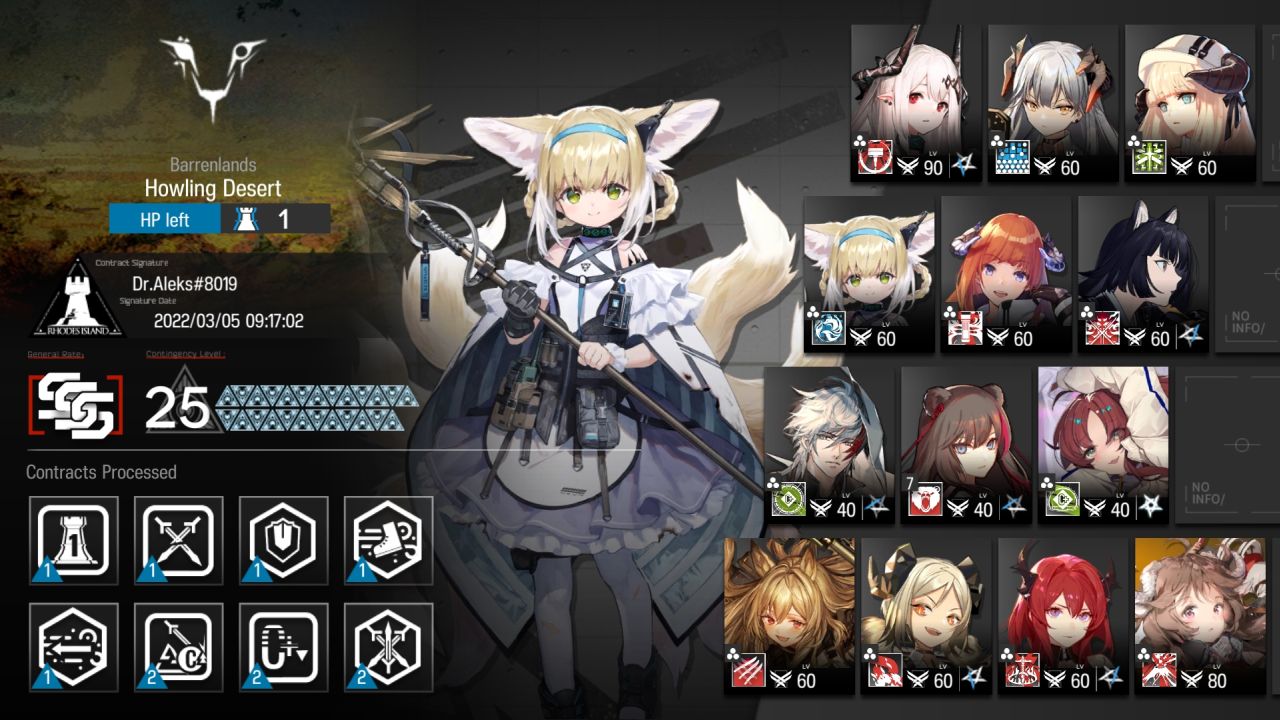 Barrenlands
Howling Desert
HP left 1
Contract Signature
Dr.Aleks#8019
Signature Date
2022/03/05 09:17:02
RHODES ISLAND
General Rate:
Contingency Level:
SSS
25
Contracts Processed
1
1
1
1
1
1
2
2
2
LV
90
LV
60
LV
60
LV
60
LV
60
LV
60
NO
INFO/
LV
40
7
LV
40
LV
40
NO
INFO/
LV
60
LV
60
LV
60
LV
80